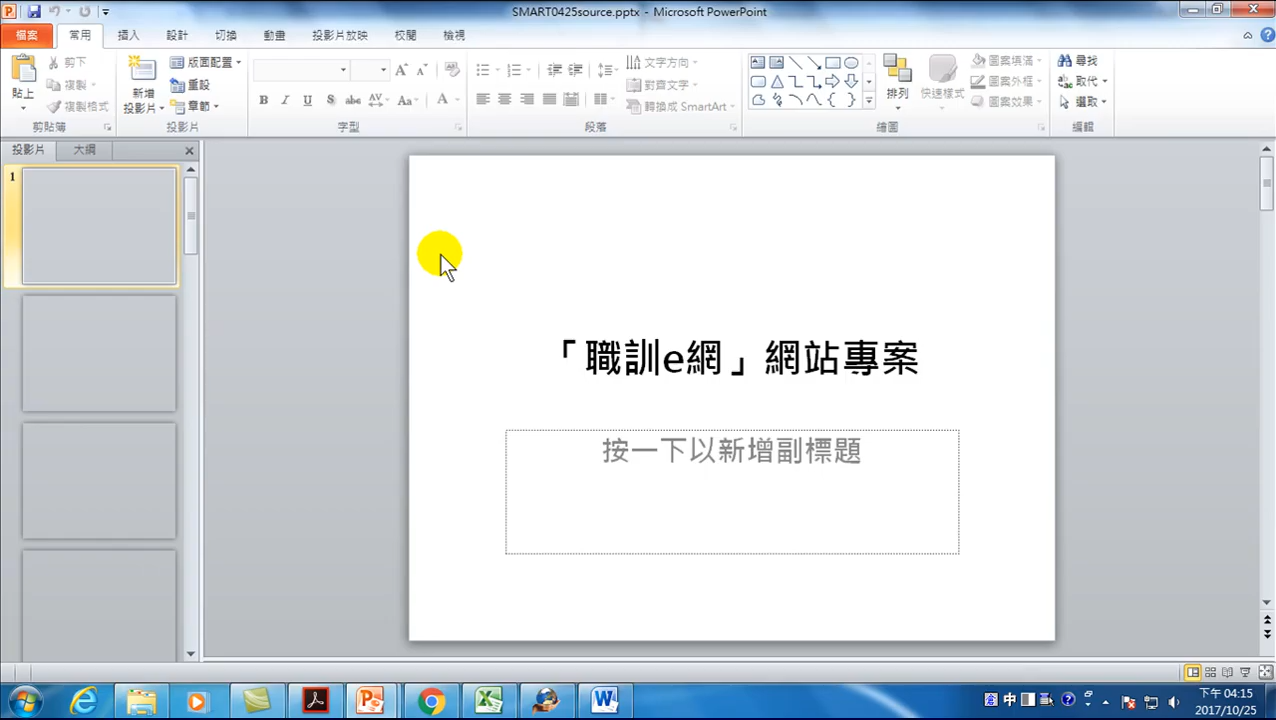 SMART0425source.pptx - Microsoft PowerPoint
檔案 常用 插入 設計 切換 動畫 投影片放映 校閱 檢視
貼上 剪下 複製 複製格式 剪貼簿
新增 投影片 版面配置 重設 章節 投影片
B I U S abc AV Aa A 字型
文字方向 對齊文字 轉換成 SmartArt 段落
排列 快速樣式 圖案填滿 圖案外框 圖案效果 繪圖
尋找 取代 選取 編輯
投影片 大綱
1
「職訓e網」網站專案
按一下以新增副標題
中
下午 04:15
2017/10/25